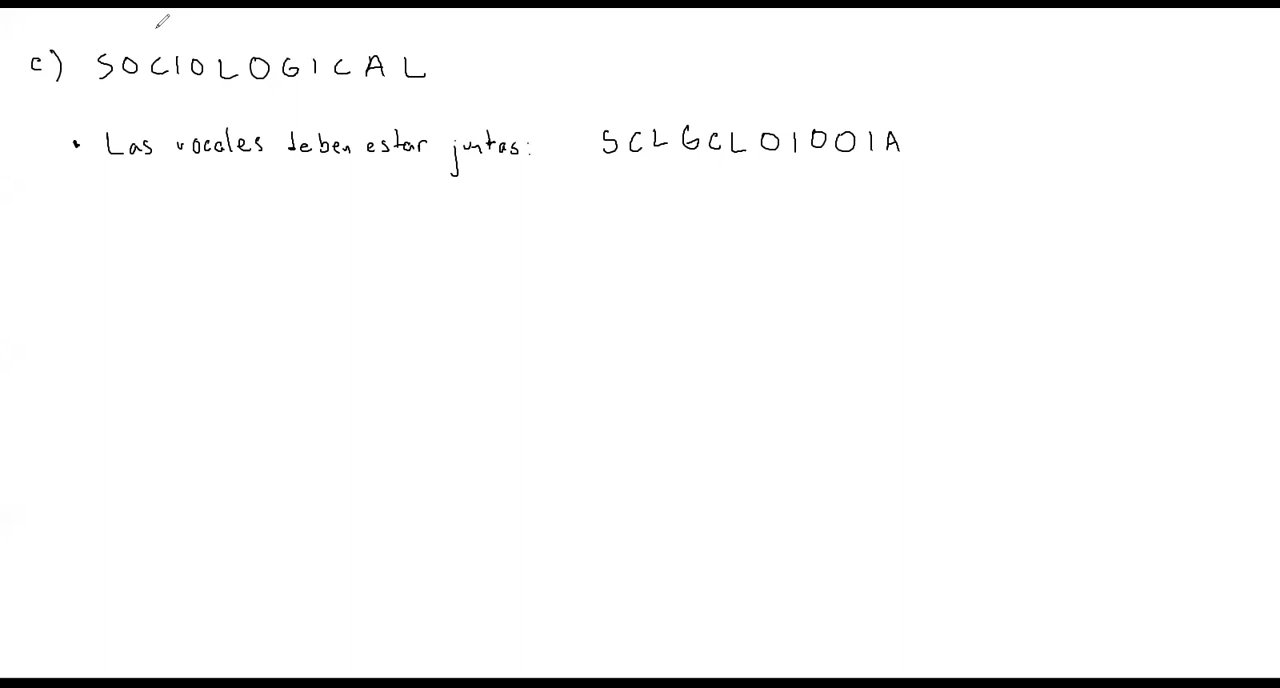 c) SOCIOLOGICAL
• Las vocales deben estar juntas: SCLGCLOIOOIA